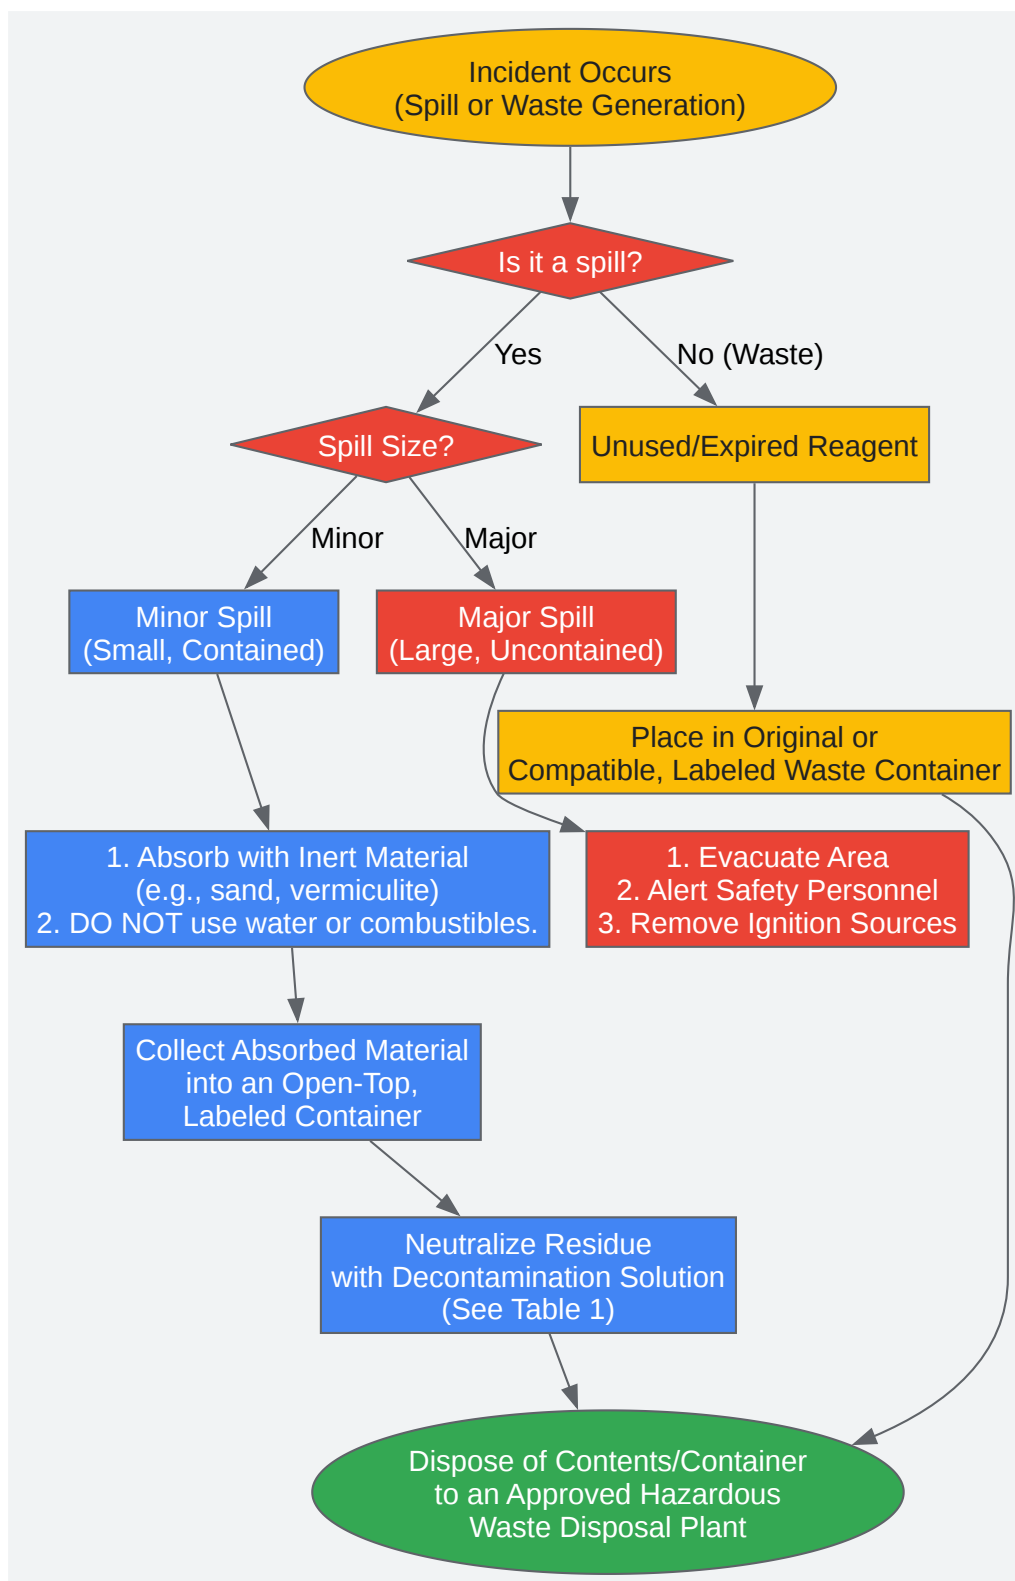 Incident Occurs
(Spill or Waste Generation)
Is it a spill?
Yes
No (Waste)
Spill Size?
Unused/Expired Reagent
Minor
Major
Minor Spill
(Small, Contained)
Major Spill
(Large, Uncontained)
Place in Original or
Compatible, Labeled Waste Container
1. Absorb with Inert Material
(e.g., sand, vermiculite)
2. DO NOT use water or combustibles.
1. Evacuate Area
2. Alert Safety Personnel
3. Remove Ignition Sources
Collect Absorbed Material
into an Open-Top,
Labeled Container
Neutralize Residue
with Decontamination Solution
(See Table 1)
Dispose of Contents/Container
to an Approved Hazardous
Waste Disposal Plant